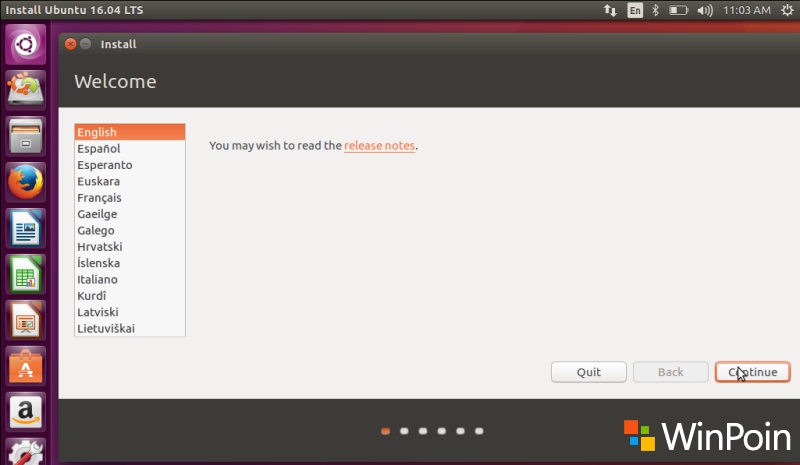 Install Ubuntu 16.04 LTS
En
11:03 AM
Install
Welcome
English
Español
Esperanto
Euskara
Français
Gaeilge
Galego
Hrvatski
Íslenska
Italiano
Kurdî
Latviski
Lietuviškai
You may wish to read the release notes.
Quit
Back
Continue
WinPoin